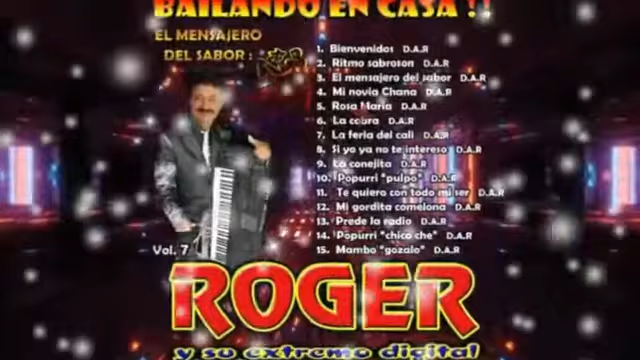 BAILANDO EN CASA !!
EL MENSAJERO
DEL SABOR :
1. Bienvenidos D.A.R
2. Ritmo sabroson D.A.R
3. El mensajero del sabor D.A.R
4. Mi novia Chana D.A.R
5. Rosa Maria D.A.R
6. La cobra D.A.R
7. La feria del cali D.A.R
8. Si yo ya no te intereso D.A.R
9. La conejita D.A.R
10. Popurri "pulpo" D.A.R
11. Te quiero con todo mi ser D.A.R
12. Mi gordita comelona D.A.R
13. Prede la radio D.A.R
14. Popurri "chico che" D.A.R
15. Mambo "gozalo" D.A.R
Vol. 7
ROGER
y su extremo digital